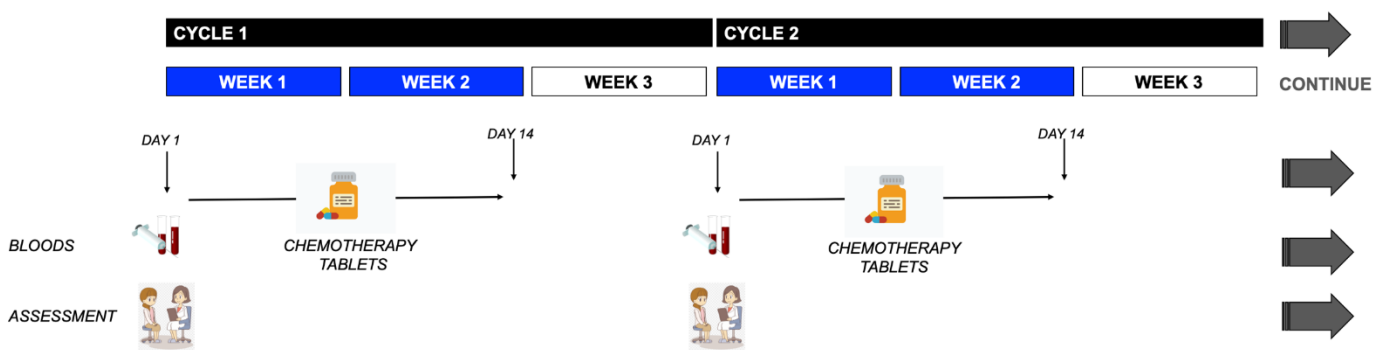 CYCLE 1 CYCLE 2
WEEK 1 WEEK 2 WEEK 3 WEEK 1 WEEK 2 WEEK 3 CONTINUE
DAY 1 DAY 14 DAY 1 DAY 14
BLOODS CHEMOTHERAPY CHEMOTHERAPY
TABLETS TABLETS
ASSESSMENT